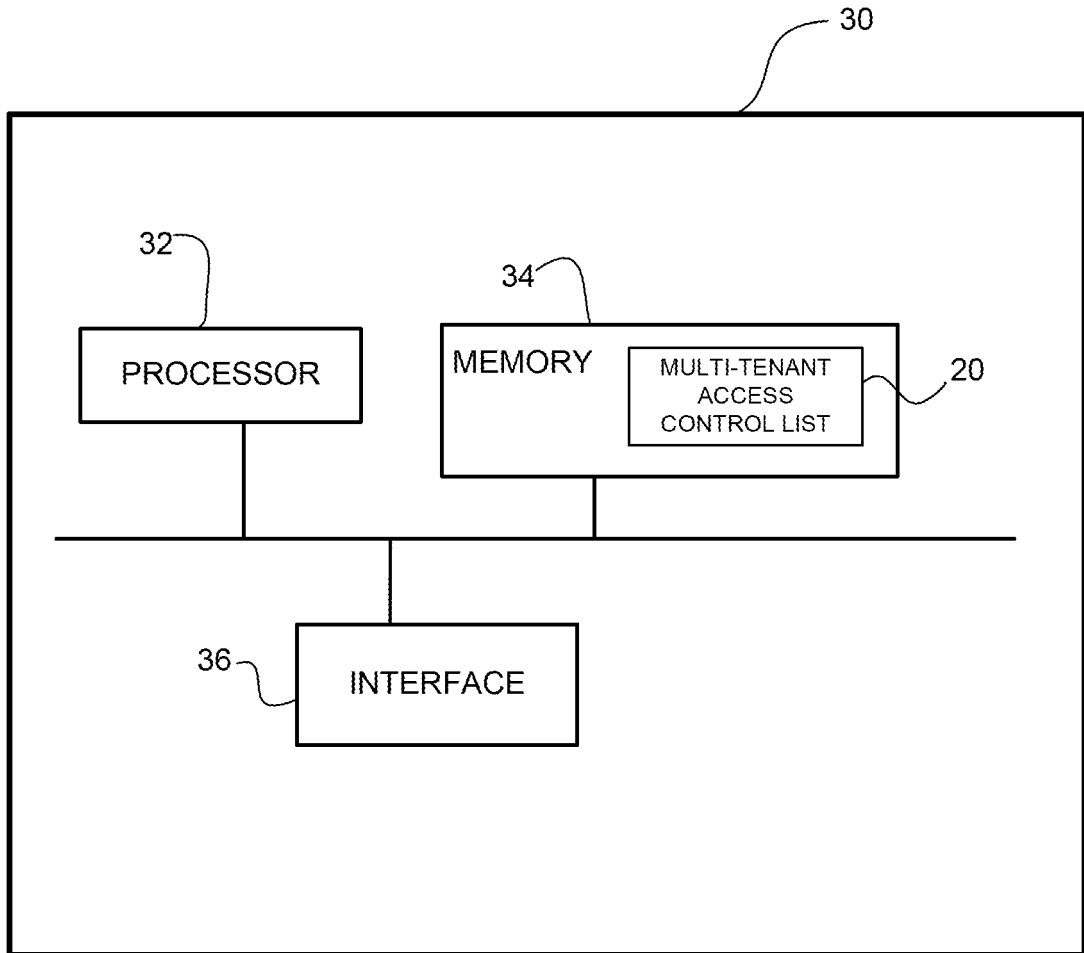 30
32
34
PROCESSOR
MEMORY
MULTI-TENANT
ACCESS
CONTROL LIST
20
36
INTERFACE